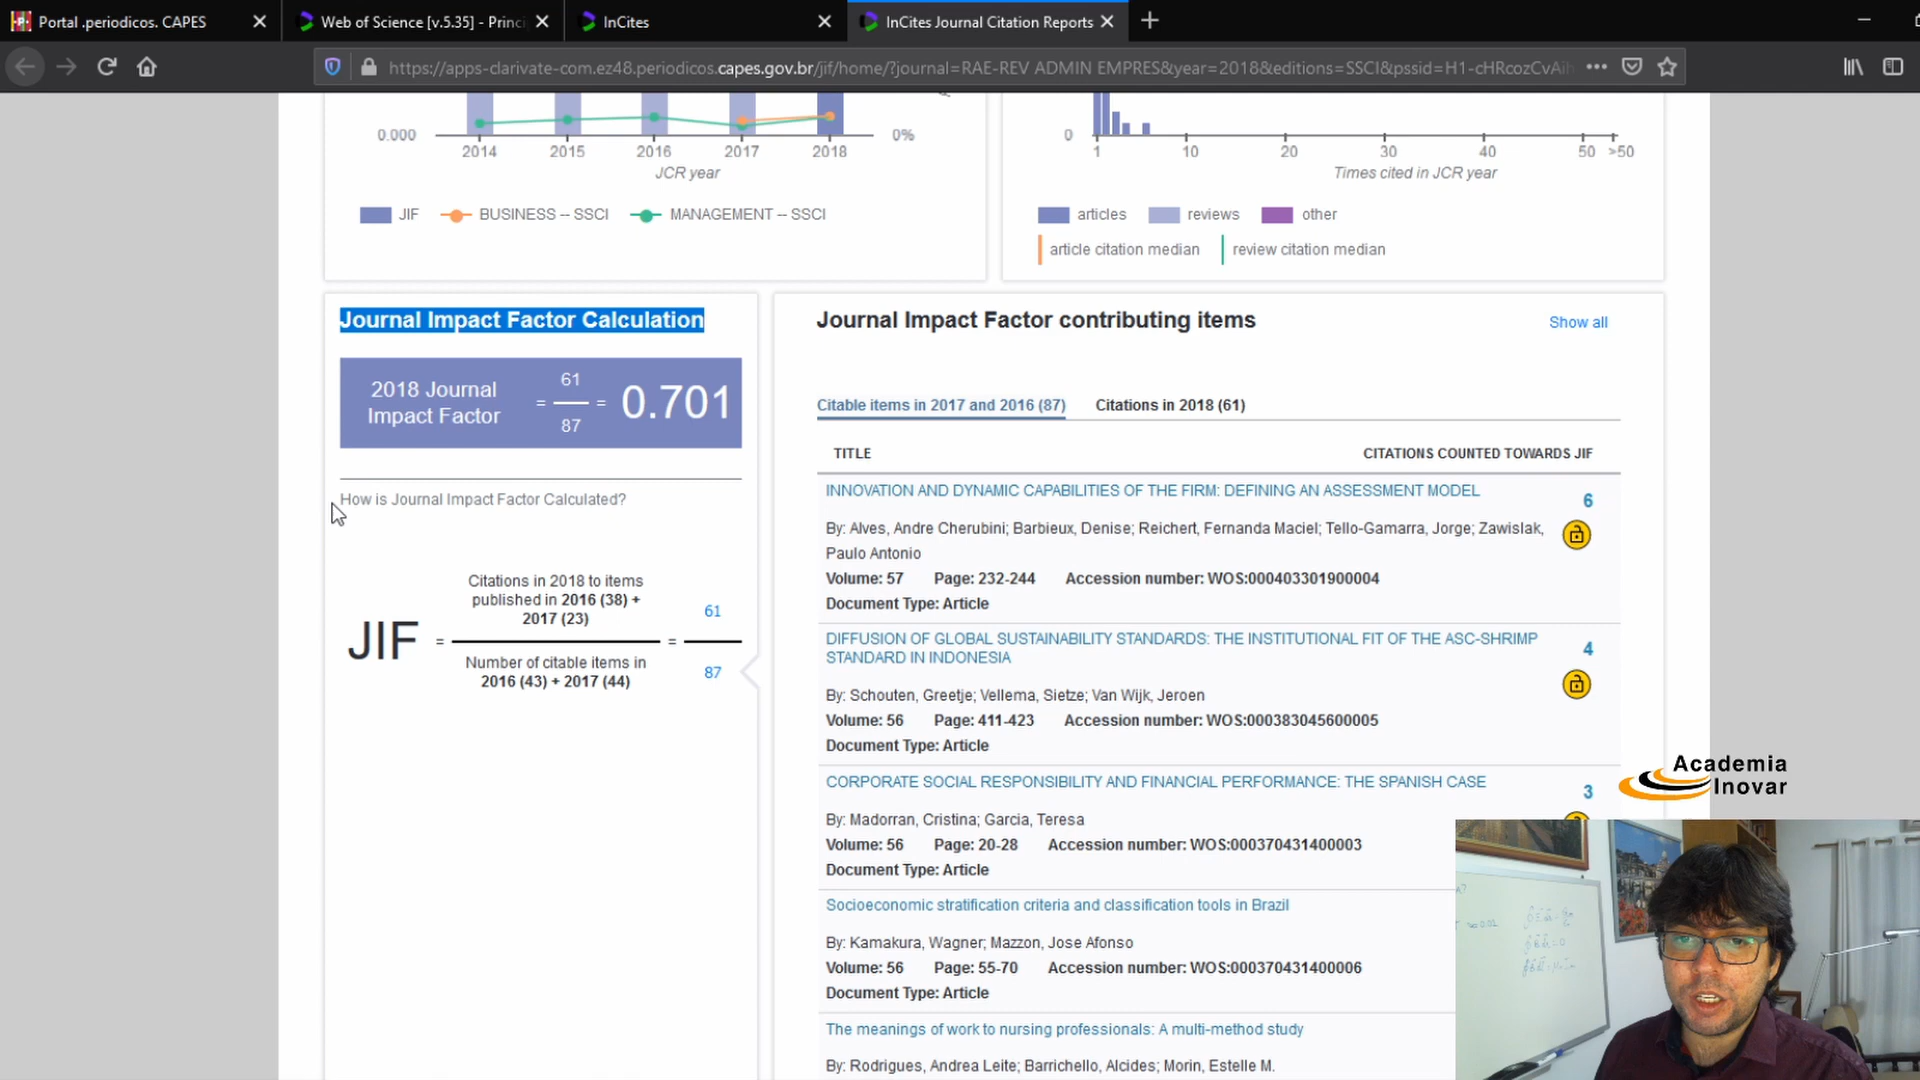 Portal .periodicos. CAPES
Web of Science [v.5.35] - Princi
InCites
InCites Journal Citation Reports
https://apps-clarivate-com.ez48.periodicos.capes.gov.br/jif/home/?journal=RAE-REV ADMIN EMPRES&year=2018&editions=SSCI&pssid=H1-cHRcozCvAih
0.000
0%
2014 2015 2016 2017 2018
JCR year
JIF BUSINESS -- SSCI MANAGEMENT -- SSCI
0
1 10 20 30 40 50 >50
Times cited in JCR year
articles reviews other
article citation median review citation median
Journal Impact Factor Calculation
2018 Journal
Impact Factor
= 61
87
= 0.701
How is Journal Impact Factor Calculated?
JIF =
Citations in 2018 to items
published in 2016 (38) +
2017 (23)
Number of citable items in
2016 (43) + 2017 (44)
= 61
87
Journal Impact Factor contributing items
Show all
Citable items in 2017 and 2016 (87) Citations in 2018 (61)
TITLE CITATIONS COUNTED TOWARDS JIF
INNOVATION AND DYNAMIC CAPABILITIES OF THE FIRM: DEFINING AN ASSESSMENT MODEL 6
By: Alves, Andre Cherubini; Barbieux, Denise; Reichert, Fernanda Maciel; Tello-Gamarra, Jorge; Zawislak,
Paulo Antonio
Volume: 57 Page: 232-244 Accession number: WOS:000403301900004
Document Type: Article
DIFFUSION OF GLOBAL SUSTAINABILITY STANDARDS: THE INSTITUTIONAL FIT OF THE ASC-SHRIMP 4
STANDARD IN INDONESIA
By: Schouten, Greetje; Vellema, Sietze; Van Wijk, Jeroen
Volume: 56 Page: 411-423 Accession number: WOS:000383045600005
Document Type: Article
CORPORATE SOCIAL RESPONSIBILITY AND FINANCIAL PERFORMANCE: THE SPANISH CASE 3
By: Madorran, Cristina; Garcia, Teresa
Volume: 56 Page: 20-28 Accession number: WOS:000370431400003
Document Type: Article
Socioeconomic stratification criteria and classification tools in Brazil
By: Kamakura, Wagner; Mazzon, Jose Afonso
Volume: 56 Page: 55-70 Accession number: WOS:000370431400006
Document Type: Article
The meanings of work to nursing professionals: A multi-method study
By: Rodrigues, Andrea Leite; Barrichello, Alcides; Morin, Estelle M.
Academia
Inovar